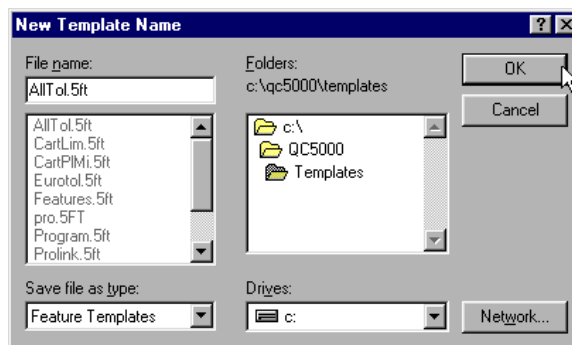 New Template Name
File name:
AllTol.5ft
AllTol.5ft
CartLim.5ft
CartPlMi.5ft
Eurotol.5ft
Features.5ft
pro.5FT
Program.5ft
Prolink.5ft
Save file as type:
Feature Templates
Folders:
c:\qc5000\templates
c:\
QC5000
Templates
Drives:
c:
OK
Cancel
Network...